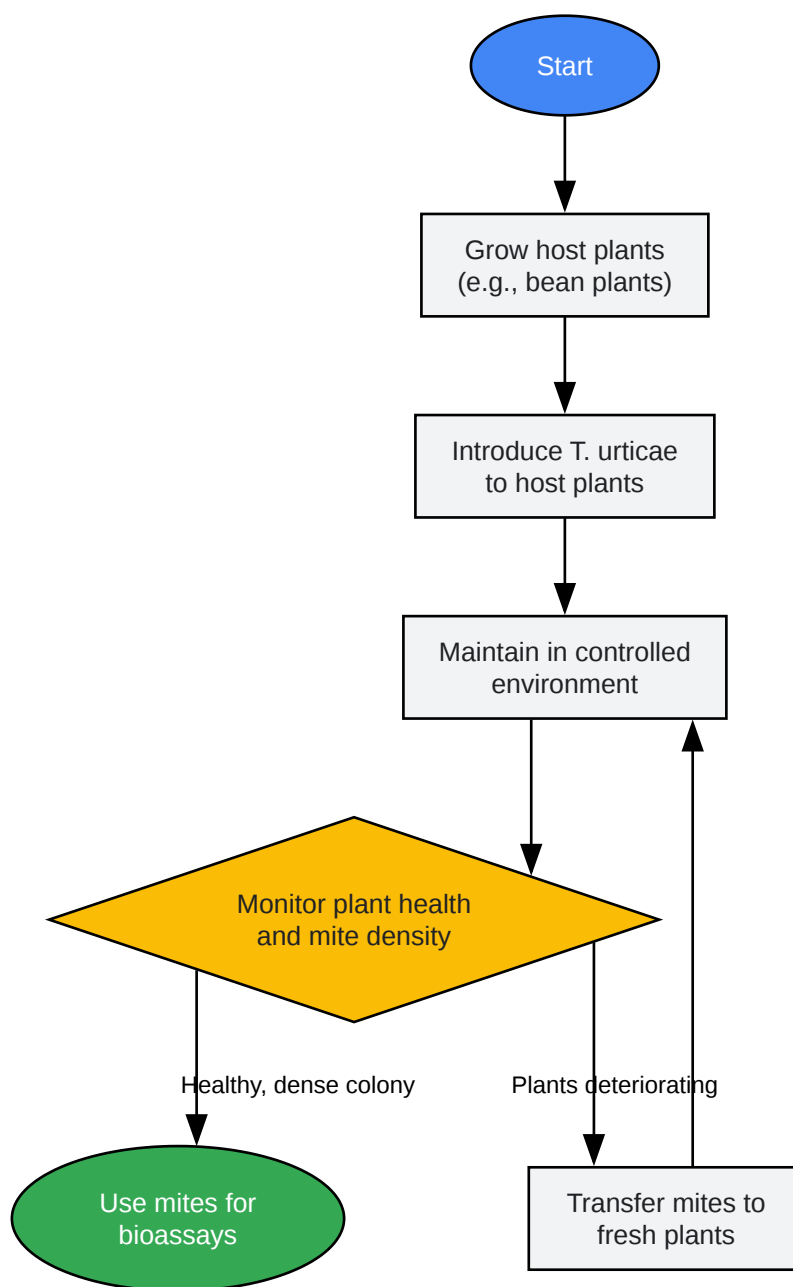 Start
Grow host plants
(e.g., bean plants)
Introduce T. urticae
to host plants
Maintain in controlled
environment
Monitor plant health
and mite density
Healthy, dense colony
Plants deteriorating
Use mites for
bioassays
Transfer mites to
fresh plants